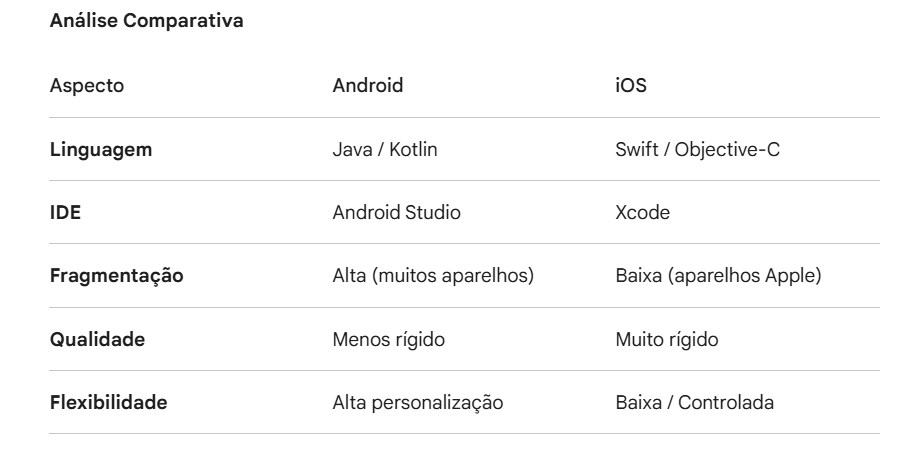 Análise Comparativa
Aspecto Android iOS
Linguagem Java / Kotlin Swift / Objective-C
IDE Android Studio Xcode
Fragmentação Alta (muitos aparelhos) Baixa (aparelhos Apple)
Qualidade Menos rígido Muito rígido
Flexibilidade Alta personalização Baixa / Controlada